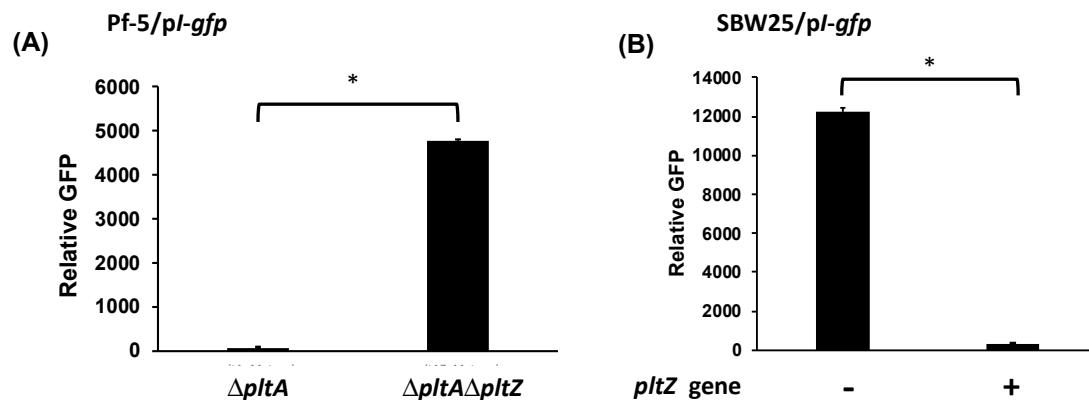 Pf-5/pI-gfp
(A)
*
6000
5000
4000
3000
2000
1000
0
Relative GFP
ΔpltA
ΔpltAΔpltZ
SBW25/pI-gfp
(B)
*
14000
12000
10000
8000
6000
4000
2000
0
Relative GFP
pltZ gene - +